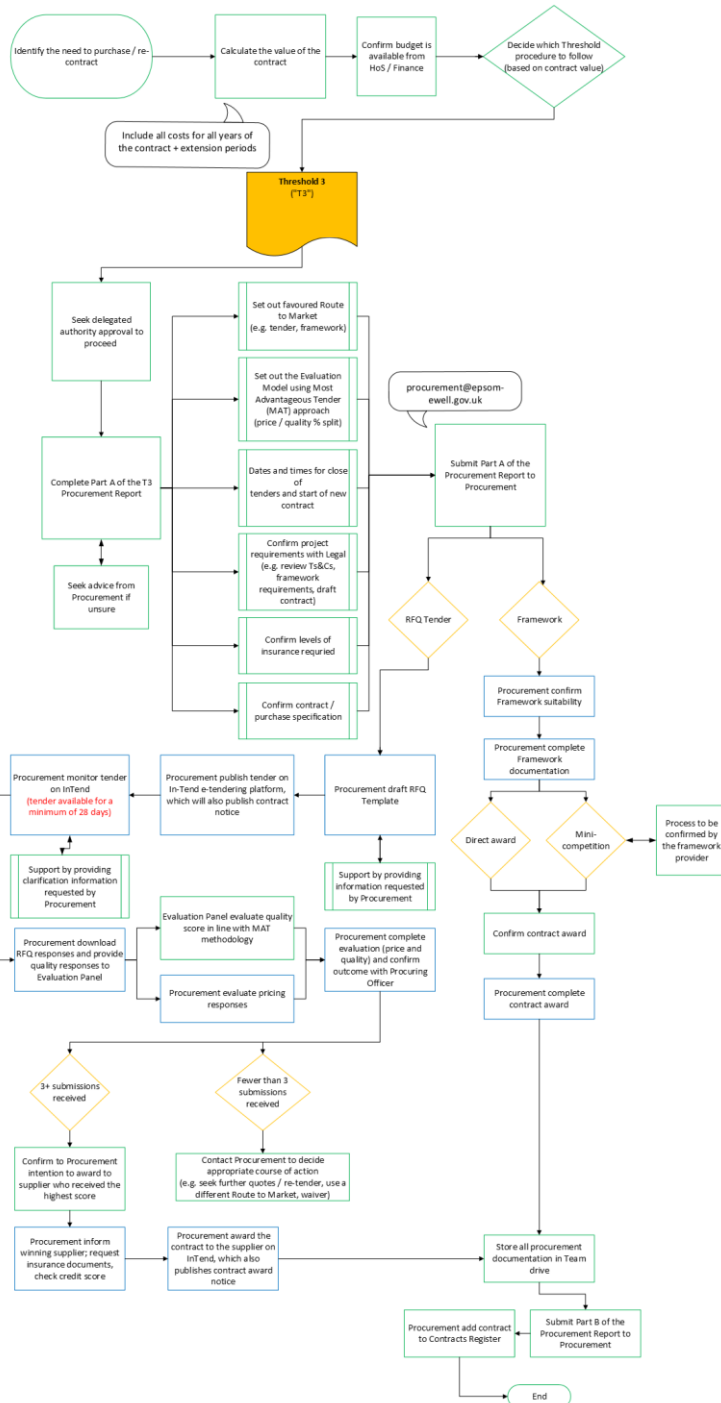 Identify the need to purchase / re-
contract
Calculate the value of the
contract
Confirm budget is
available from
HoS / Finance
Decide which Threshold
procedure to follow
(based on contract value)
Include all costs for all years of
the contract + extension periods
Threshold 3
("T3")
Seek delegated
authority approval to
proceed
Set out favoured Route
to Market
(e.g. tender, framework)
Set out the Evaluation
Model using Most
Advantageous Tender
(MAT) approach
(price / quality % split)
procurement@epsom-
ewell.gov.uk
Complete Part A of the T3
Procurement Report
Dates and times for close
of
tenders and start of new
contract
Submit Part A of the
Procurement Report to
Procurement
Seek advice from
Procurement if
unsure
Confirm project
requirements with Legal
(e.g. review Ts&Cs,
framework
requirements, draft
contract)
Confirm levels of
insurance requried
Confirm contract /
purchase specification
RFQ Tender
Framework
Procurement confirm
Framework suitability
Procurement complete
Framework
documentation
Procurement monitor tender
on InTend
(tender available for a
minimum of 28 days)
Procurement publish tender on
In-Tend e-tendering platform,
which will also publish contract
notice
Procurement draft RFQ
Template
Direct award
Mini-
competition
Process to be
confirmed by
the framework
provider
Support by providing
clarification information
requested by
Procurement
Support by providing
information requested
by Procurement
Procurement download
RFQ responses and provide
quality responses to
Evaluation Panel
Evaluation Panel evaluate quality
score in line with MAT
methodology
Procurement evaluate pricing
responses
Procurement complete
evaluation (price and
quality) and confirm
outcome with Procuring
Officer
Confirm contract award
Procurement complete
contract award
3+ submissions
received
Fewer than 3
submissions
received
Confirm to Procurement
intention to award to
supplier who received the
highest score
Contact Procurement to decide
appropriate course of action
(e.g. seek further quotes / re-tender, use a
different Route to Market, waiver)
Procurement inform
winning supplier; request
insurance documents,
check credit score
Procurement award the
contract to the supplier on
InTend, which also
publishes contract award
notice
Store all procurement
documentation in Team
drive
Procurement add contract
to Contracts Register
Submit Part B of the
Procurement Report to
Procurement
End